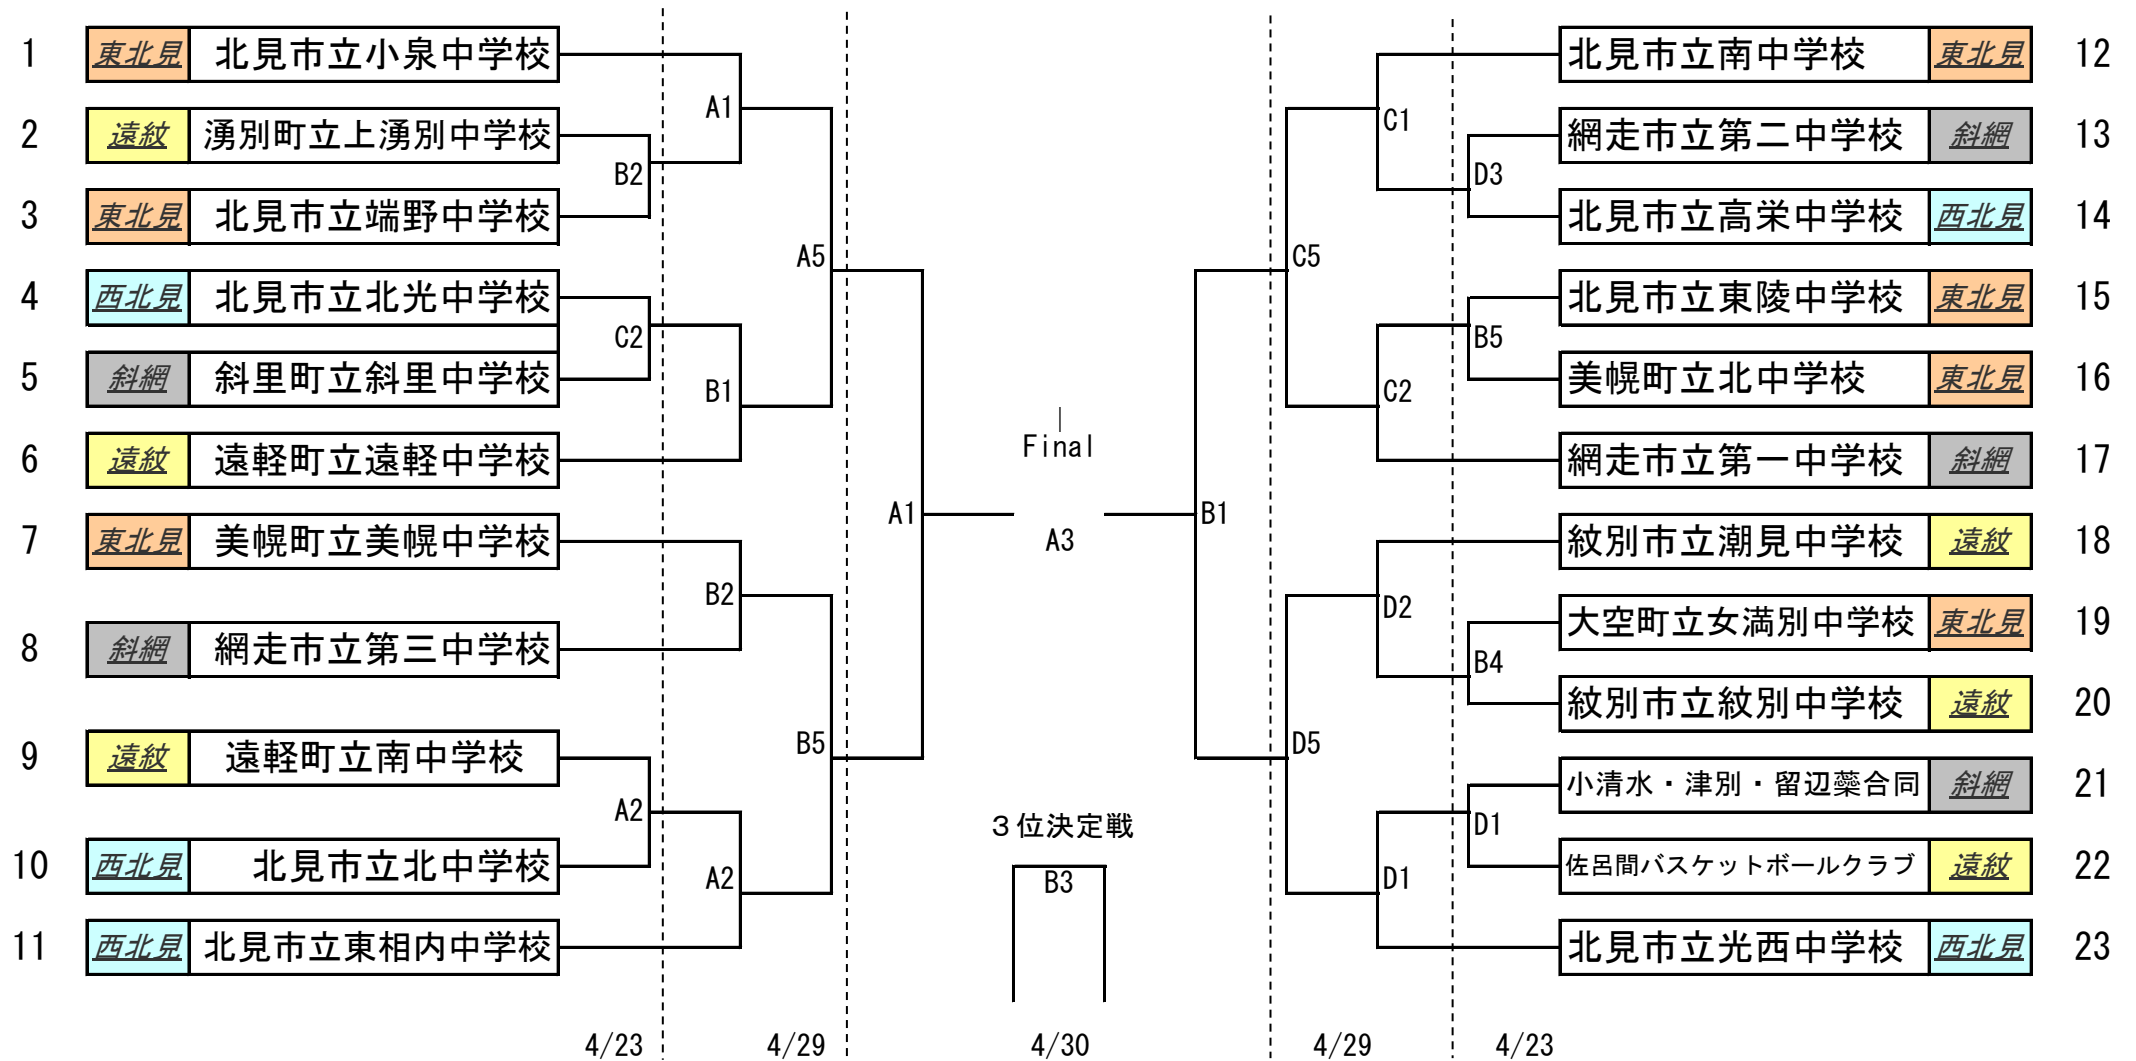 1 東北見 北見市立小泉中学校
2 遠紋 湧別町立上湧別中学校
3 東北見 北見市立端野中学校
4 西北見 北見市立北光中学校
5 斜網 斜里町立斜里中学校
6 遠紋 遠軽町立遠軽中学校
7 東北見 美幌町立美幌中学校
8 斜網 網走市立第三中学校
9 遠紋 遠軽町立南中学校
10 西北見 北見市立北中学校
11 西北見 北見市立東相内中学校
B2
C2
A2
A1
B1
B2
A2
A5
B5
A1
Final
A3
３位決定戦
B3
B1
C5
D5
C1
C2
D2
D1
D3
B5
B4
D1
北見市立南中学校 東北見 12
網走市立第二中学校 斜網 13
北見市立高栄中学校 西北見 14
北見市立東陵中学校 東北見 15
美幌町立北中学校 東北見 16
網走市立第一中学校 斜網 17
紋別市立潮見中学校 遠紋 18
大空町立女満別中学校 東北見 19
紋別市立紋別中学校 遠紋 20
小清水・津別・留辺蘂合同 斜網 21
佐呂間バスケットボールクラブ 遠紋 22
北見市立光西中学校 西北見 23
4/23 4/29 4/30 4/29 4/23